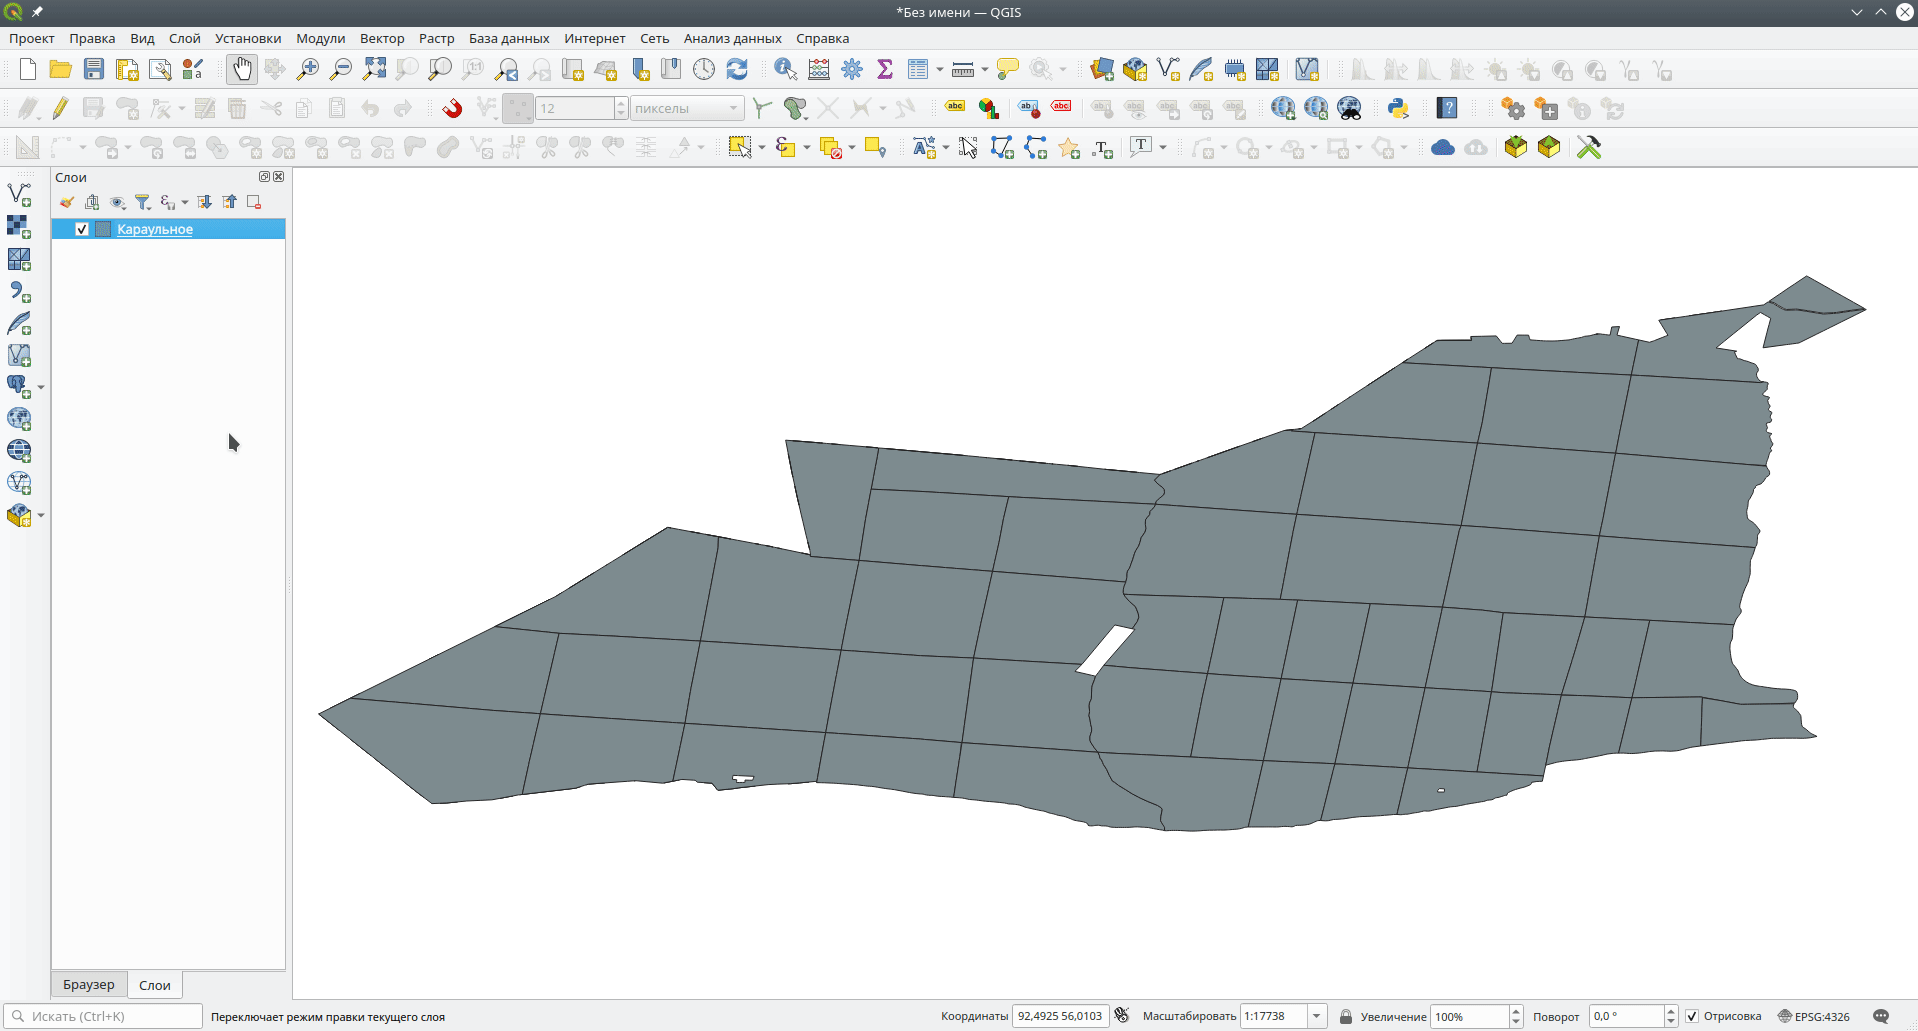 *Без имени — QGIS
Проект Правка Вид Слой Установки Модули Вектор Растр База данных Интернет Сеть Анализ данных Справка
12 пикселы
Слои
Караульное
Браузер Слои
Искать (Ctrl+K) Переключает режим правки текущего слоя Координаты 92,4925 56,0103 Масштабировать 1:17738 Увеличение 100% Поворот 0,0 ° Отрисовка EPSG:4326